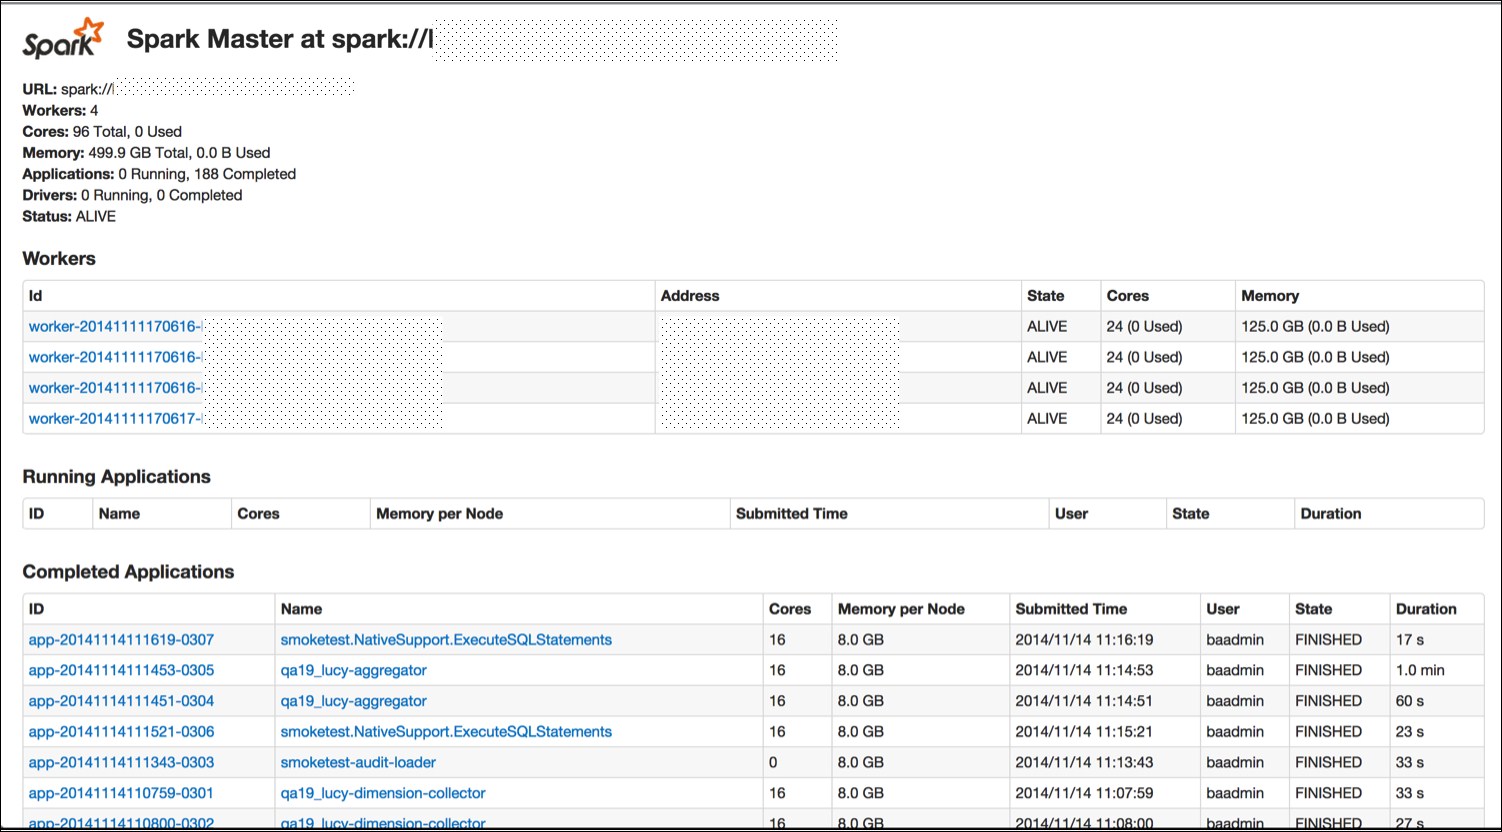 Spark Spark Master at spark://
URL: spark://
Workers: 4
Cores: 96 Total, 0 Used
Memory: 499.9 GB Total, 0.0 B Used
Applications: 0 Running, 188 Completed
Drivers: 0 Running, 0 Completed
Status: ALIVE
Workers
Id Address State Cores Memory
worker-20141111170616- ALIVE 24 (0 Used) 125.0 GB (0.0 B Used)
worker-20141111170616- ALIVE 24 (0 Used) 125.0 GB (0.0 B Used)
worker-20141111170616- ALIVE 24 (0 Used) 125.0 GB (0.0 B Used)
worker-20141111170617- ALIVE 24 (0 Used) 125.0 GB (0.0 B Used)
Running Applications
ID Name Cores Memory per Node Submitted Time User State Duration
Completed Applications
ID Name Cores Memory per Node Submitted Time User State Duration
app-20141114111619-0307 smoketest.NativeSupport.ExecuteSQLStatements 16 8.0 GB 2014/11/14 11:16:19 baadmin FINISHED 17 s
app-20141114111453-0305 qa19_lucy-aggregator 16 8.0 GB 2014/11/14 11:14:53 baadmin FINISHED 1.0 min
app-20141114111451-0304 qa19_lucy-aggregator 16 8.0 GB 2014/11/14 11:14:51 baadmin FINISHED 60 s
app-20141114111521-0306 smoketest.NativeSupport.ExecuteSQLStatements 16 8.0 GB 2014/11/14 11:15:21 baadmin FINISHED 23 s
app-20141114111343-0303 smoketest-audit-loader 0 8.0 GB 2014/11/14 11:13:43 baadmin FINISHED 33 s
app-20141114110759-0301 qa19_lucy-dimension-collector 16 8.0 GB 2014/11/14 11:07:59 baadmin FINISHED 33 s
app-20141114110800-0302 qa19_lucy-dimension-collector 16 8.0 GB 2014/11/14 11:08:00 baadmin FINISHED 27 s